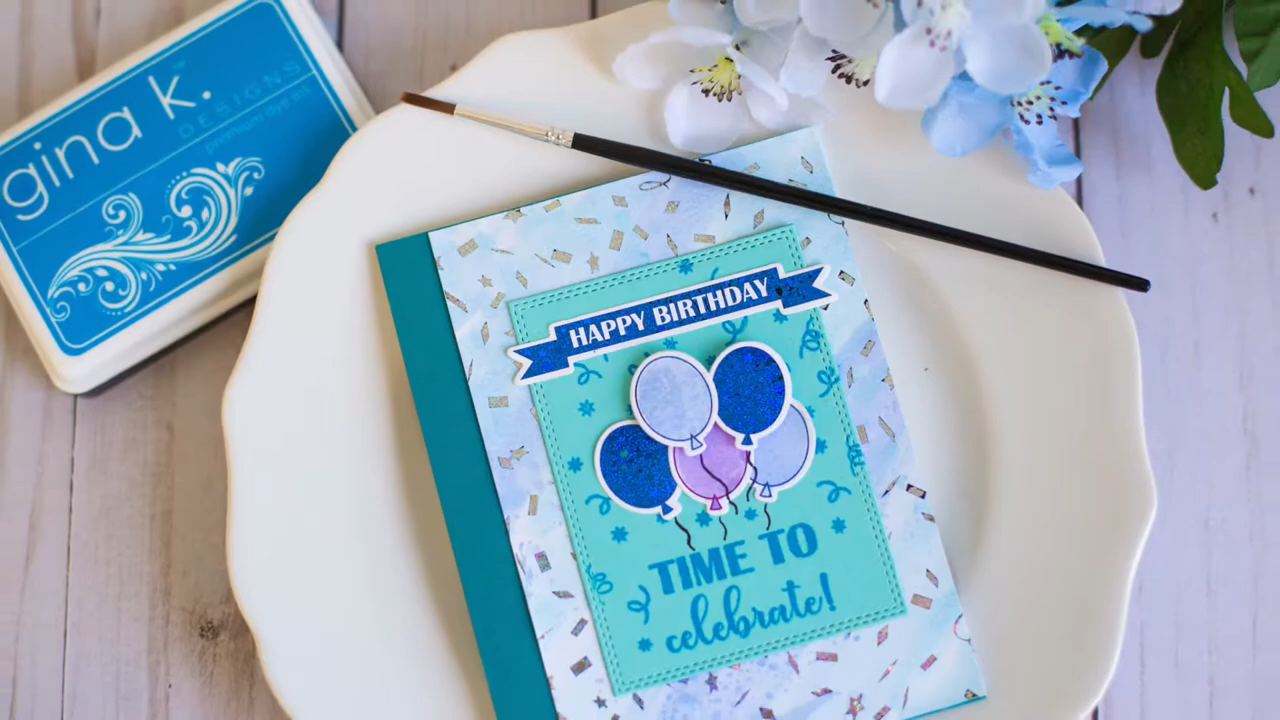 gina k.
DESIGNS
premium dye ink
HAPPY BIRTHDAY
TIME TO
celebrate!